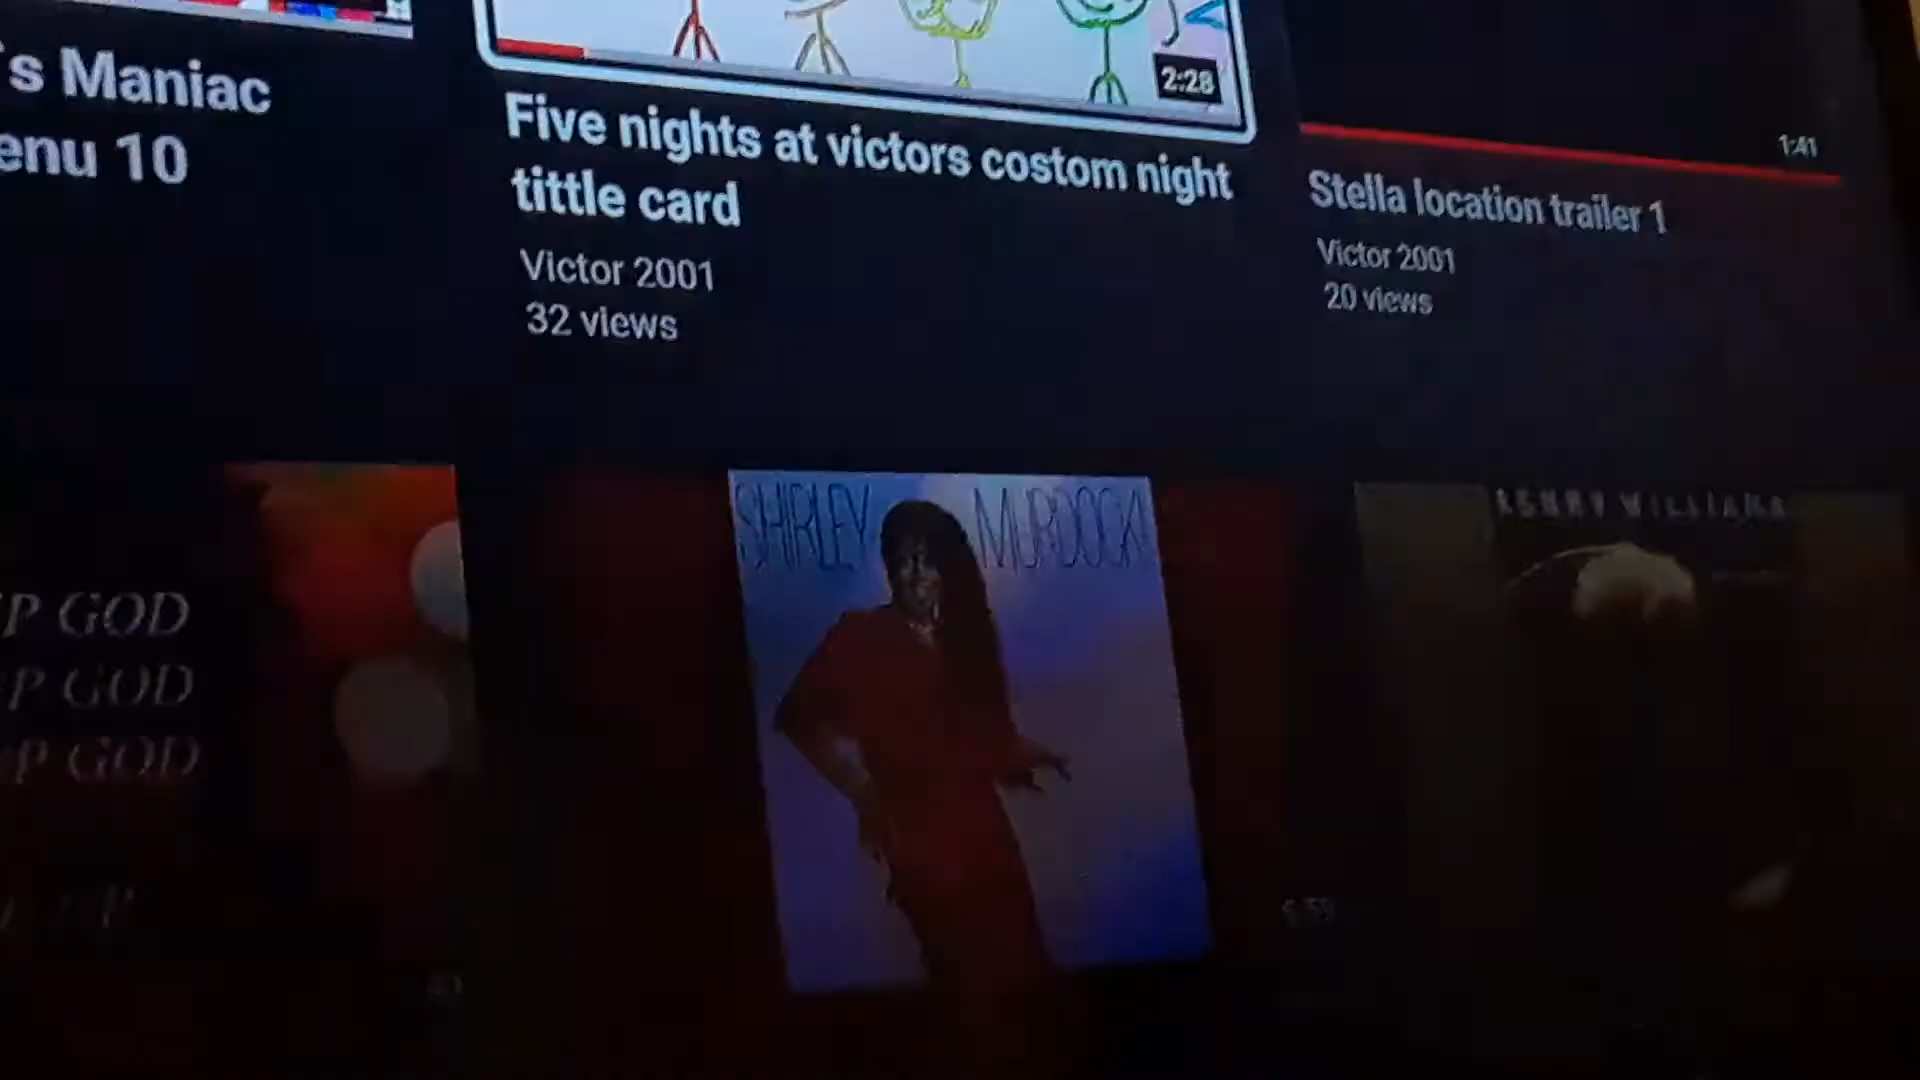 's Maniac
enu 10
2:28
Five nights at victors costom night
tittle card
Victor 2001
32 views
1:41
Stella location trailer 1
Victor 2001
20 views
P GOD
P GOD
P GOD
SHIRLEY MURDOCK!
WILLIAMS